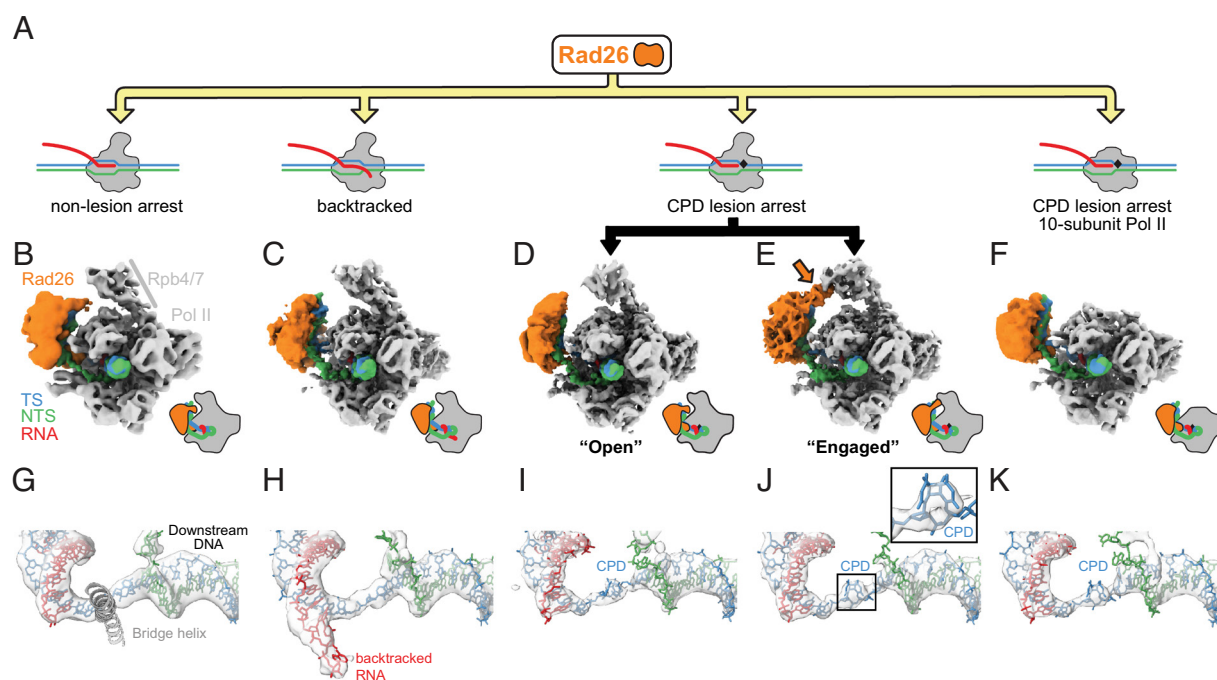 A
Rad26
non-lesion arrest
backtracked
CPD lesion arrest
CPD lesion arrest
10-subunit Pol II
B
C
D
E
F
Rad26
Rpb4/7
Pol II
TS
NTS
RNA
"Open"
"Engaged"
G
H
I
J
K
Downstream
DNA
Bridge helix
backtracked
RNA
CPD
CPD
CPD
CPD